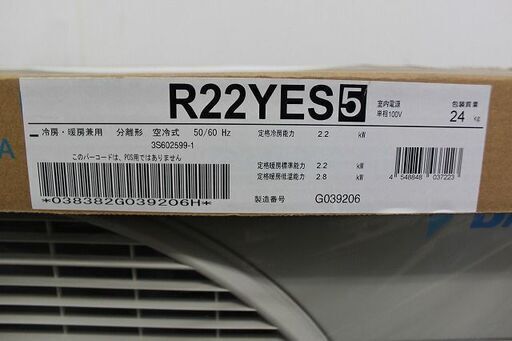 R22YES5
室内電源
単相100V
包装質量
24 Kg
冷房・暖房兼用 分離形 空冷式 50/60 Hz
3S602599-1
このバーコードは、POS用ではありません
*038382G039206H*
定格冷房能力 2.2 kW
定格暖房標準能力 2.2 kW
定格暖房低温能力 2.8 kW
製造番号 G039206
4 548848 037223